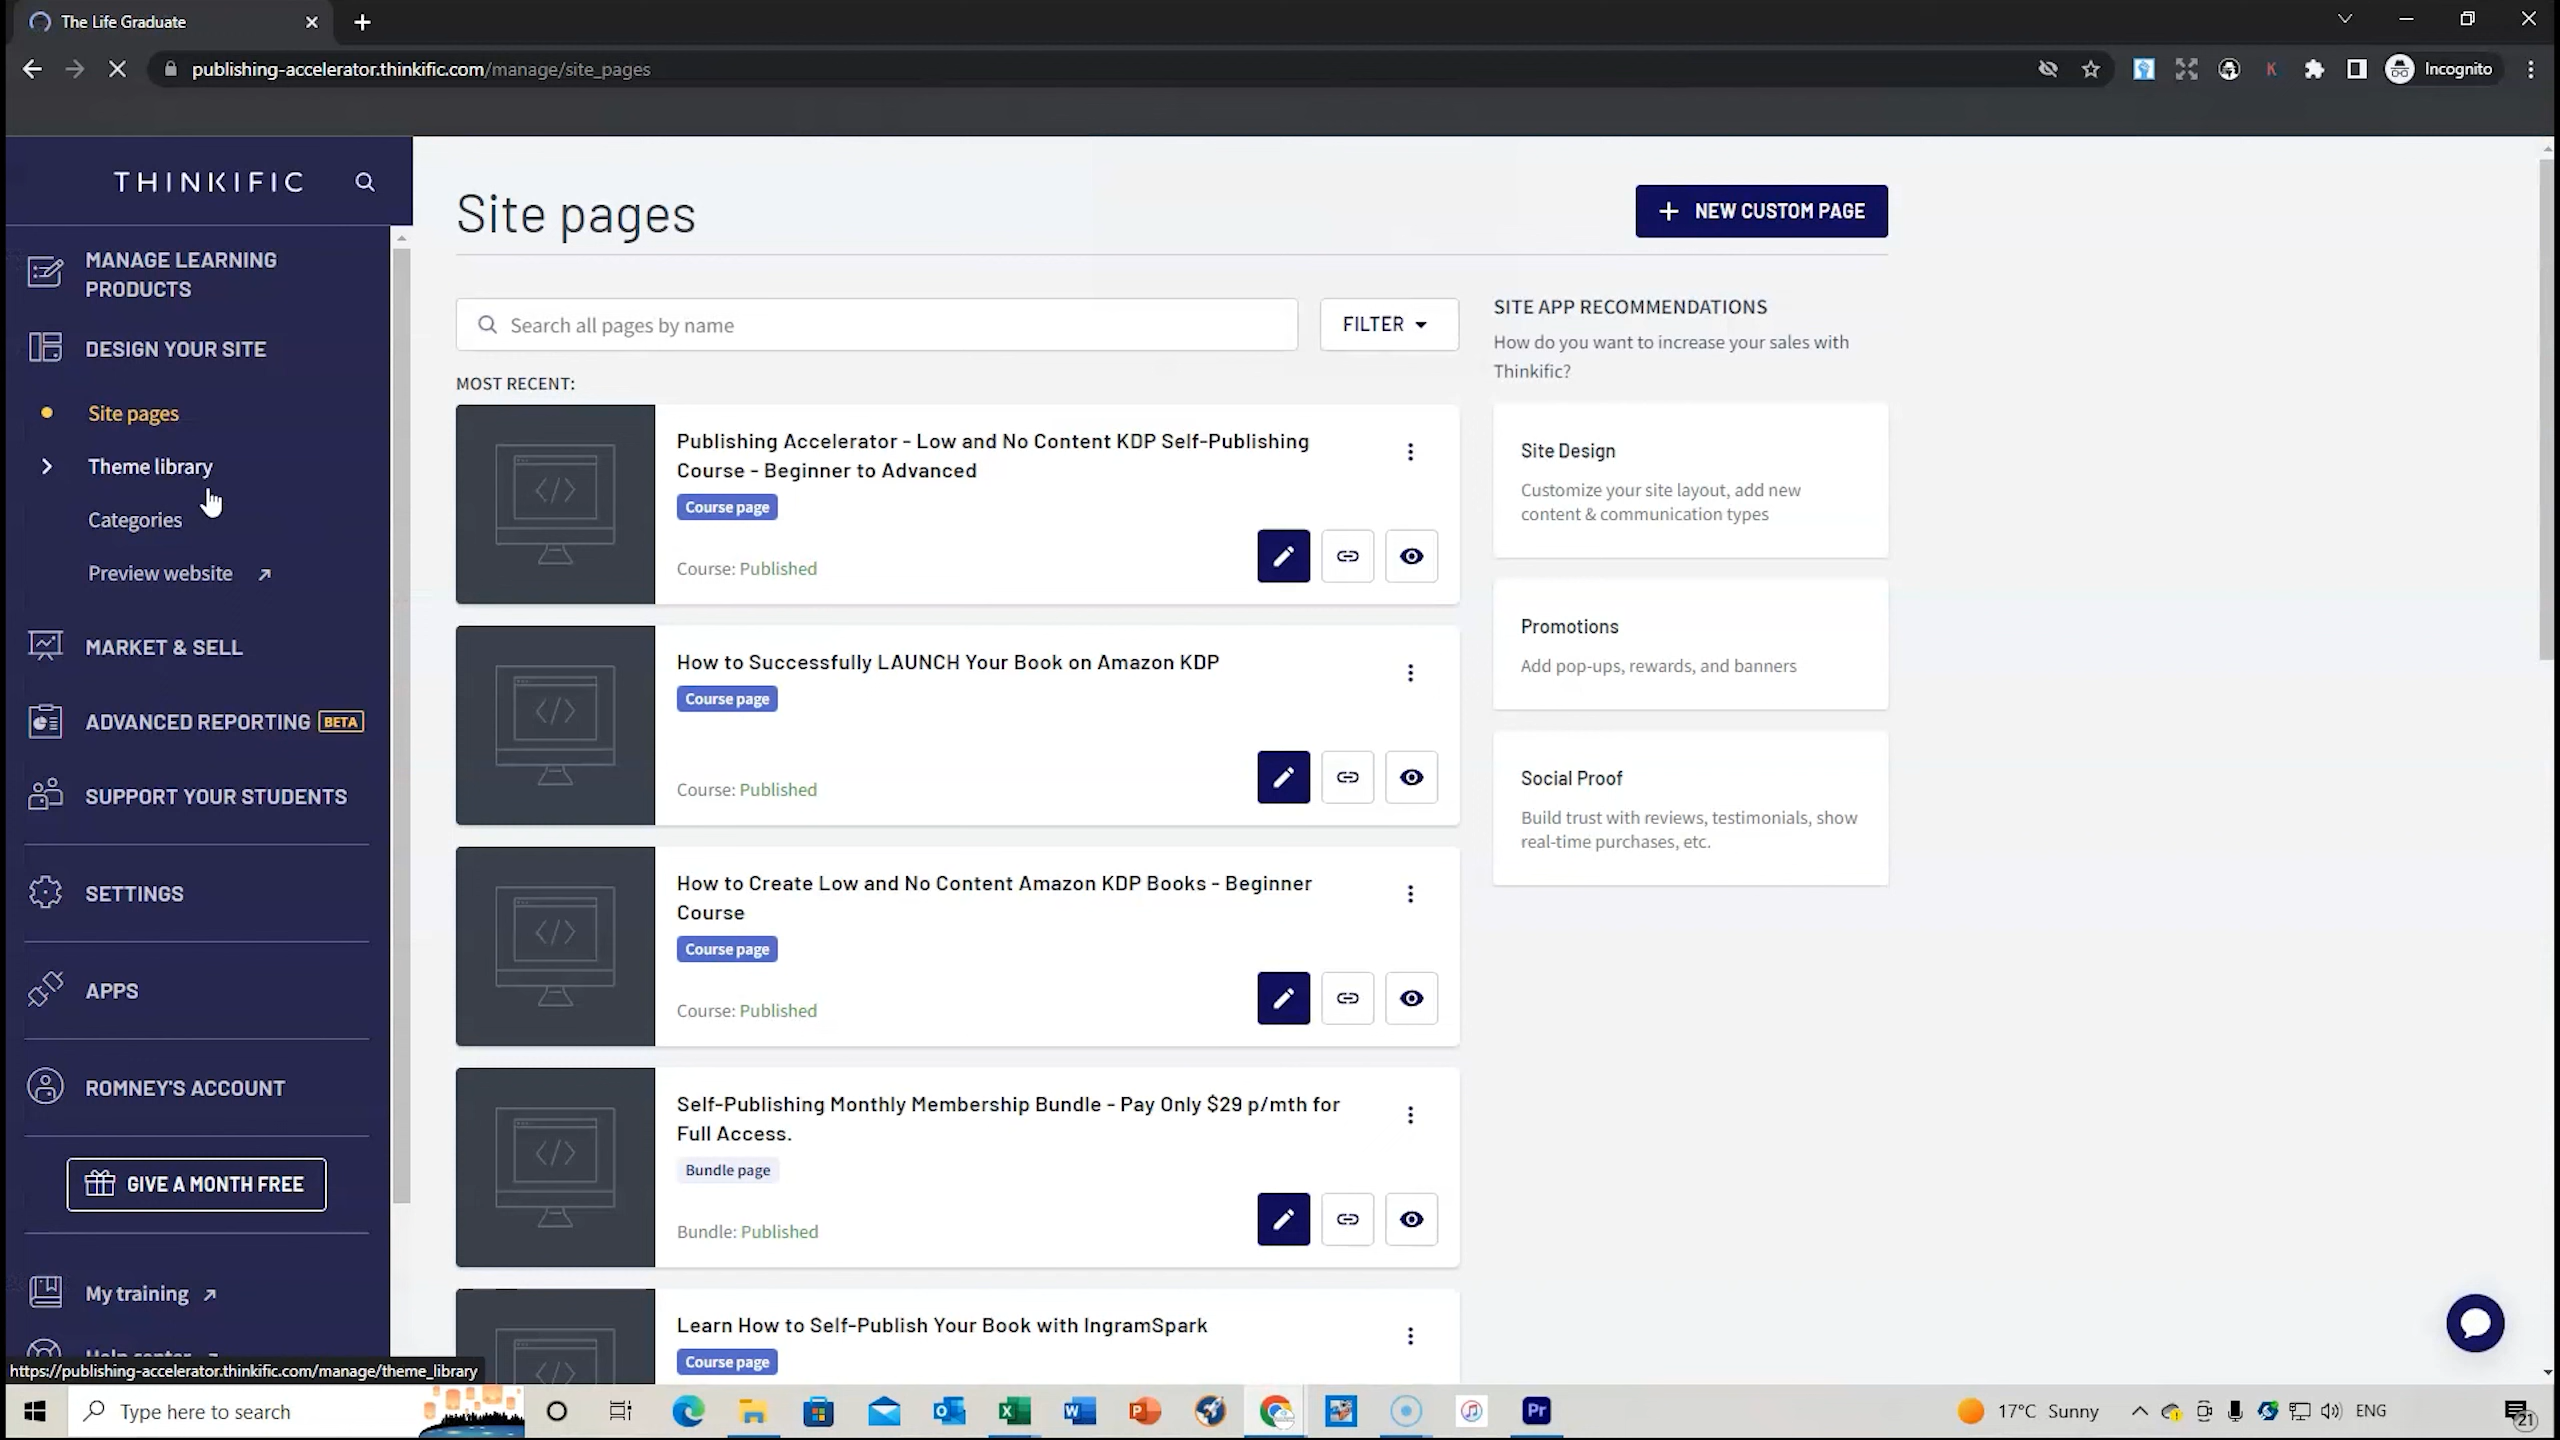 The Life Graduate
publishing-accelerator.thinkific.com/manage/site_pages
K
Incognito
THINKIFIC
MANAGE LEARNING
PRODUCTS
DESIGN YOUR SITE
Site pages
Theme library
Categories
Preview website
MARKET & SELL
ADVANCED REPORTING BETA
SUPPORT YOUR STUDENTS
SETTINGS
APPS
ROMNEY'S ACCOUNT
GIVE A MONTH FREE
My training
Help center
https://publishing-accelerator.thinkific.com/manage/theme_library
Site pages
NEW CUSTOM PAGE
Search all pages by name
FILTER
MOST RECENT:
Publishing Accelerator - Low and No Content KDP Self-Publishing
Course - Beginner to Advanced
Course page
Course: Published
How to Successfully LAUNCH Your Book on Amazon KDP
Course page
Course: Published
How to Create Low and No Content Amazon KDP Books - Beginner
Course
Course page
Course: Published
Self-Publishing Monthly Membership Bundle - Pay Only $29 p/mth for
Full Access.
Bundle page
Bundle: Published
Learn How to Self-Publish Your Book with IngramSpark
Course page
SITE APP RECOMMENDATIONS
How do you want to increase your sales with
Thinkific?
Site Design
Customize your site layout, add new
content & communication types
Promotions
Add pop-ups, rewards, and banners
Social Proof
Build trust with reviews, testimonials, show
real-time purchases, etc.
Type here to search
Pr
17°C Sunny
ENG
21